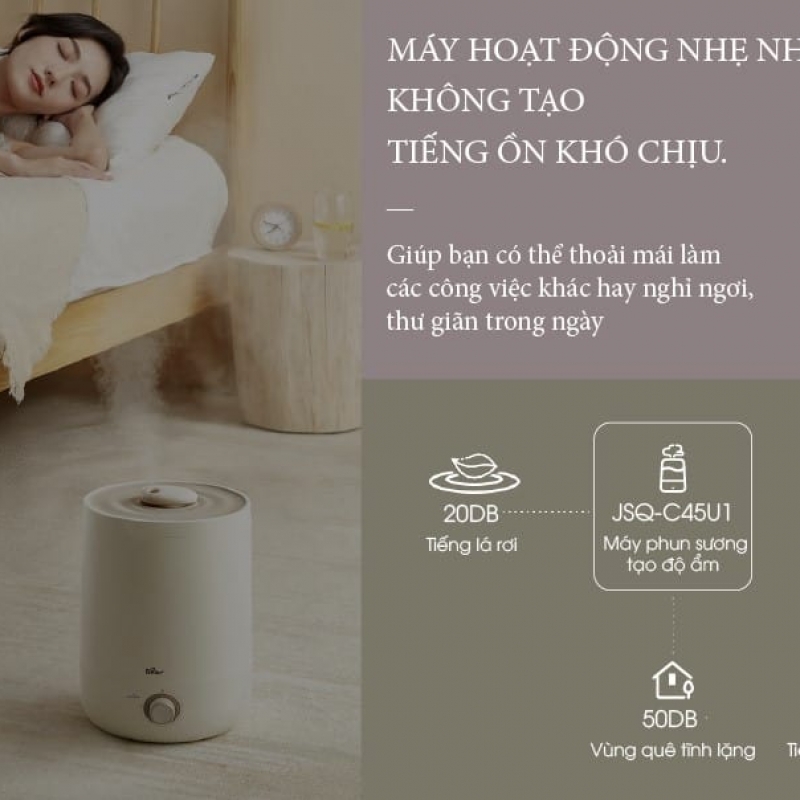 MÁY HOẠT ĐỘNG NHẸ NH
KHÔNG TẠO
TIẾNG ỒN KHÓ CHỊU.
Giúp bạn có thể thoải mái làm
các công việc khác hay nghỉ ngơi,
thư giãn trong ngày
20DB
Tiếng lá rơi
JSQ-C45U1
Máy phun sương
tạo độ ẩm
Bear
50DB
Vùng quê tĩnh lặng